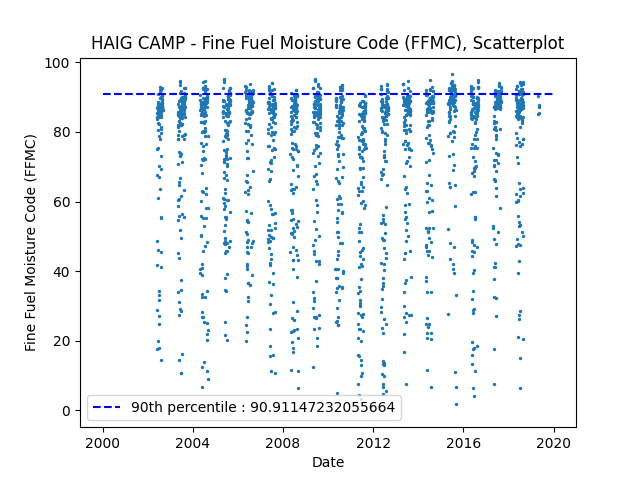 HAIG CAMP - Fine Fuel Moisture Code (FFMC), Scatterplot
Fine Fuel Moisture Code (FFMC)
100
80
60
40
20
0
90th percentile : 90.91147232055664
2000 2004 2008 2012 2016 2020
Date